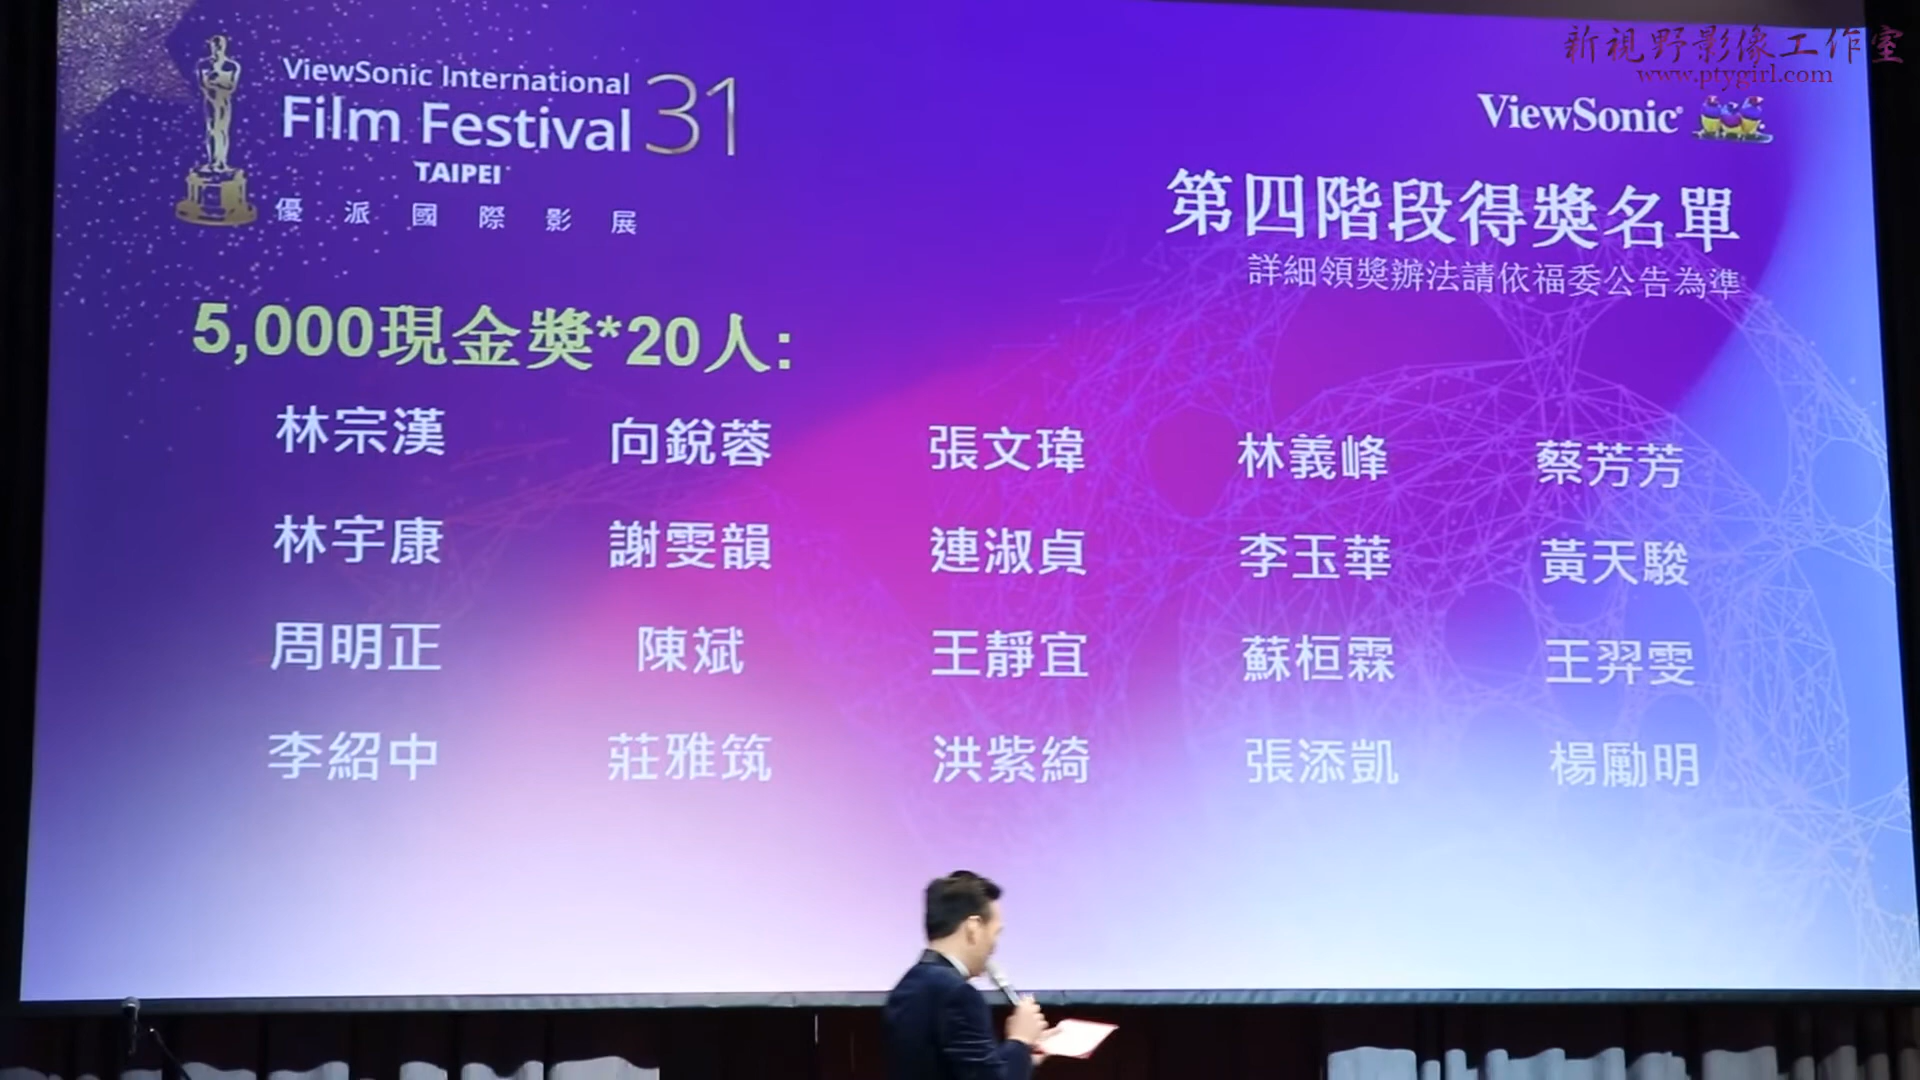 新視野影像工作室
www.ptygirl.com
ViewSonic International
Film Festival 31
TAIPEI
優派國際影展
ViewSonic
第四階段得獎名單
詳細領獎辦法請依福委公告為準
5,000現金獎*20人:
林宗漢 向銳蓉 張文瑋 林義峰 蔡芳芳
林宇康 謝雯韻 連淑貞 李玉華 黃天駿
周明正 陳斌 王靜宜 蘇桓霖 王羿雯
李紹中 莊雅筑 洪紫綺 張添凱 楊勵明